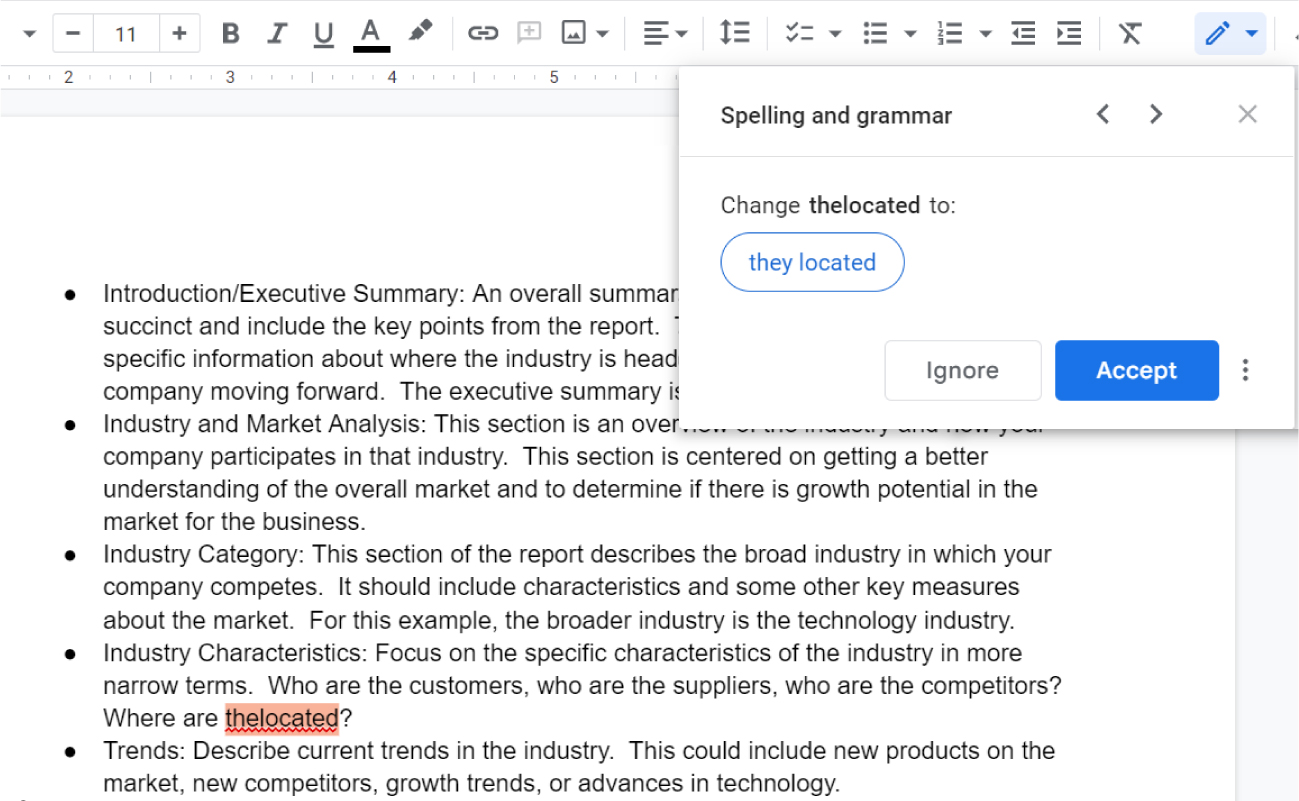 11
B I U A
2 3 4 5
Spelling and grammar
Change thelocated to:
they located
Ignore
Accept
● Introduction/Executive Summary: An overall
succinct and include the key points from the report.
specific information about where the industry is
company moving forward. The executive summary
● Industry and Market Analysis: This section is an overview of the industry and how your
company participates in that industry. This section is centered on getting a better
understanding of the overall market and to determine if there is growth potential in the
market for the business.
● Industry Category: This section of the report describes the broad industry in which your
company competes. It should include characteristics and some other key measures
about the market. For this example, the broader industry is the technology industry.
● Industry Characteristics: Focus on the specific characteristics of the industry in more
narrow terms. Who are the customers, who are the suppliers, who are the competitors?
Where are thelocated?
● Trends: Describe current trends in the industry. This could include new products on the
market, new competitors, growth trends, or advances in technology.